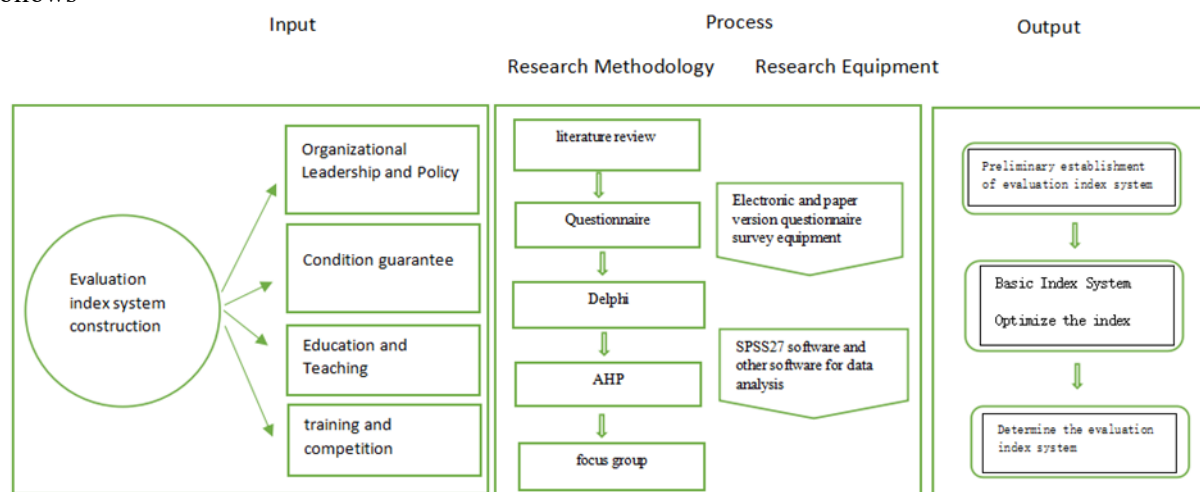 ollows
Input
Process
Output
Research Methodology
Research Equipment
Evaluation
index system
construction
Organizational
Leadership and Policy
Condition guarantee
Education and
Teaching
training and
competition
literature review
Questionnaire
Delphi
AHP
focus group
Electronic and paper
version questionnaire
survey equipment
SPSS27 software and
other software for data
analysis
Preliminary establishment
of evaluation index system
Basic Index System
Optimize the index
Determine the evaluation
index system